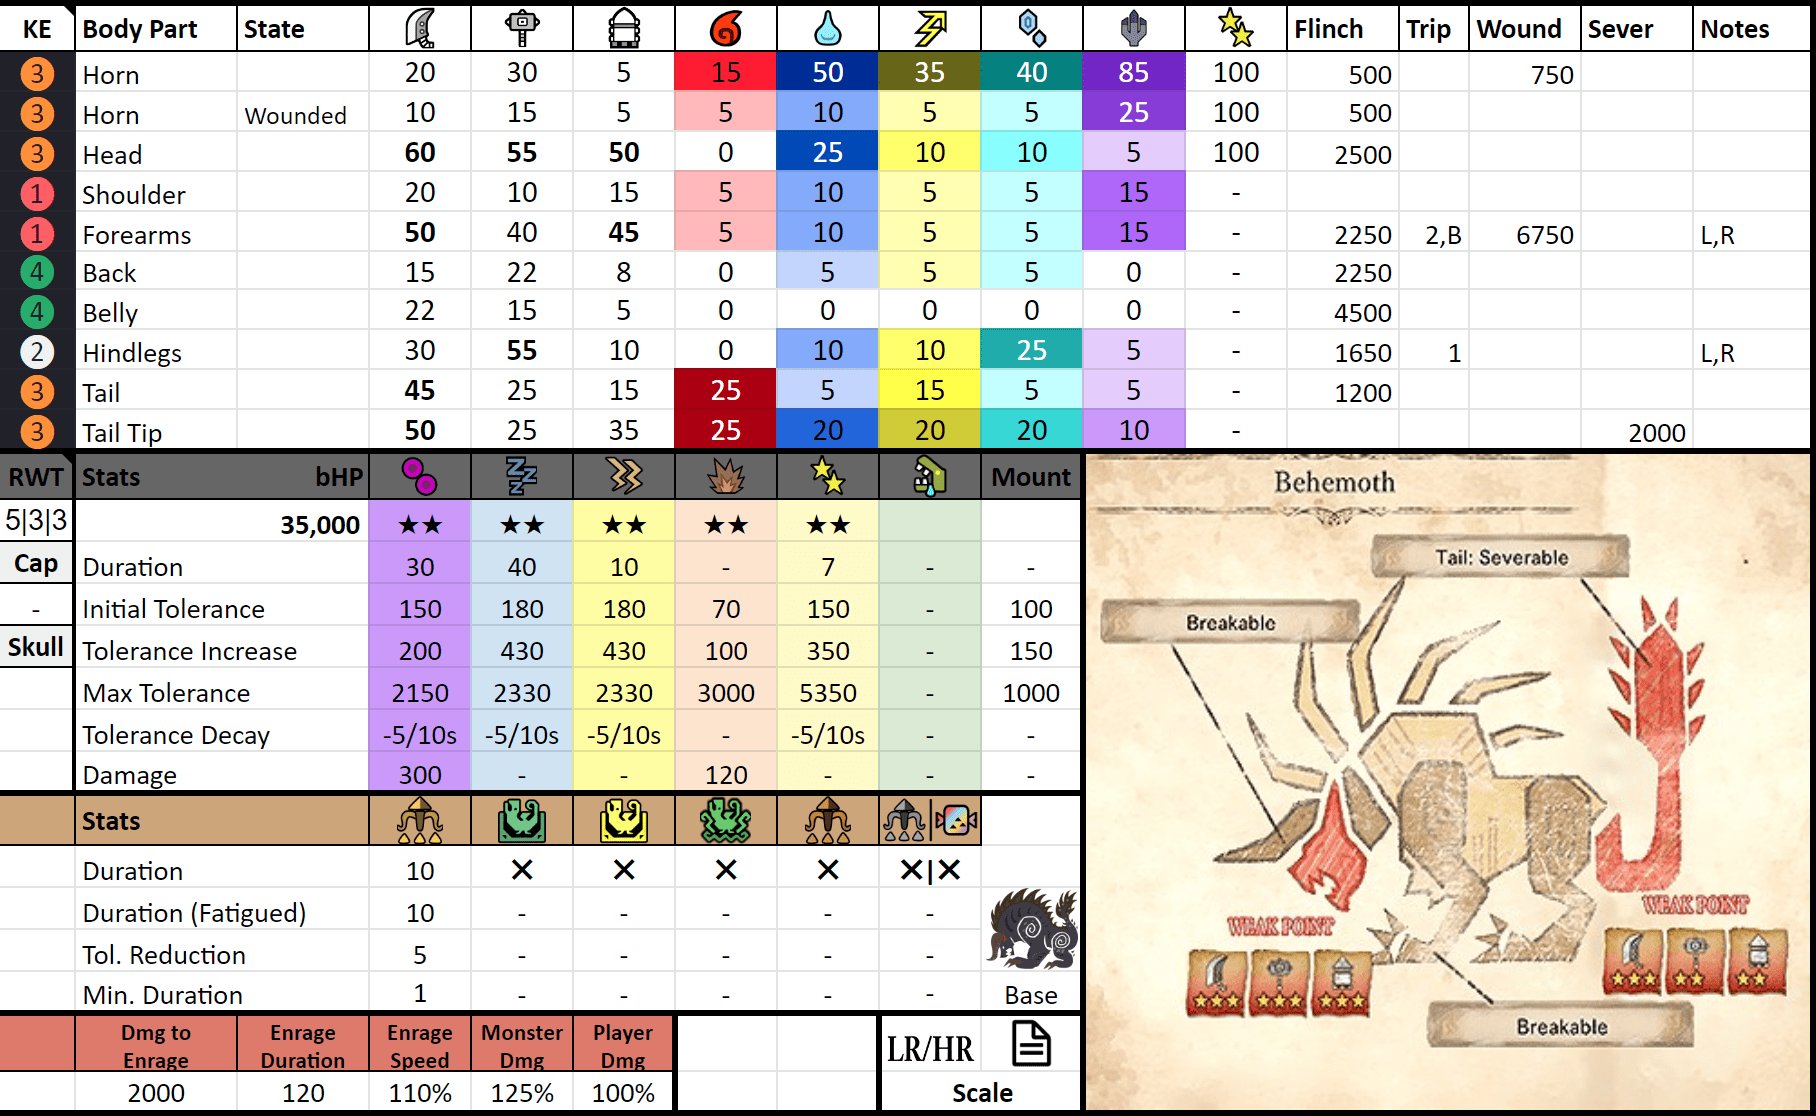 KE Body Part State Flinch Trip Wound Sever Notes
3 Horn 20 30 5 15 50 35 40 85 100 500 750
3 Horn Wounded 10 15 5 5 10 5 5 25 100 500
3 Head 60 55 50 0 25 10 10 5 100 2500
1 Shoulder 20 10 15 5 10 5 5 15 -
1 Forearms 50 40 45 5 10 5 5 15 - 2250 2,B 6750 L,R
4 Back 15 22 8 0 5 5 5 0 - 2250
4 Belly 22 15 5 0 0 0 0 0 - 4500
2 Hindlegs 30 55 10 0 10 10 25 5 - 1650 1 L,R
3 Tail 45 25 15 25 5 15 5 5 - 1200
3 Tail Tip 50 25 35 25 20 20 20 10 - 2000
RWT Stats bHP Mount
5|3|3 35,000 ★★ ★★ ★★ ★★ ★★
Cap Duration 30 40 10 - 7 - -
- Initial Tolerance 150 180 180 70 150 - 100
Skull Tolerance Increase 200 430 430 100 350 - 150
Max Tolerance 2150 2330 2330 3000 5350 - 1000
Tolerance Decay -5/10s -5/10s -5/10s - -5/10s - -
Damage 300 - - 120 - - -
Stats
Duration 10 ✕ ✕ ✕ ✕ ✕|✕
Duration (Fatigued) 10 - - - - -
Tol. Reduction 5 - - - - -
Min. Duration 1 - - - - - Base
Dmg to Enrage Enrage Duration Enrage Speed Monster Dmg Player Dmg LR/HR
2000 120 110% 125% 100% Scale
Behemoth
Tail: Severable
Breakable
WEAK POINT
WEAK POINT
Breakable